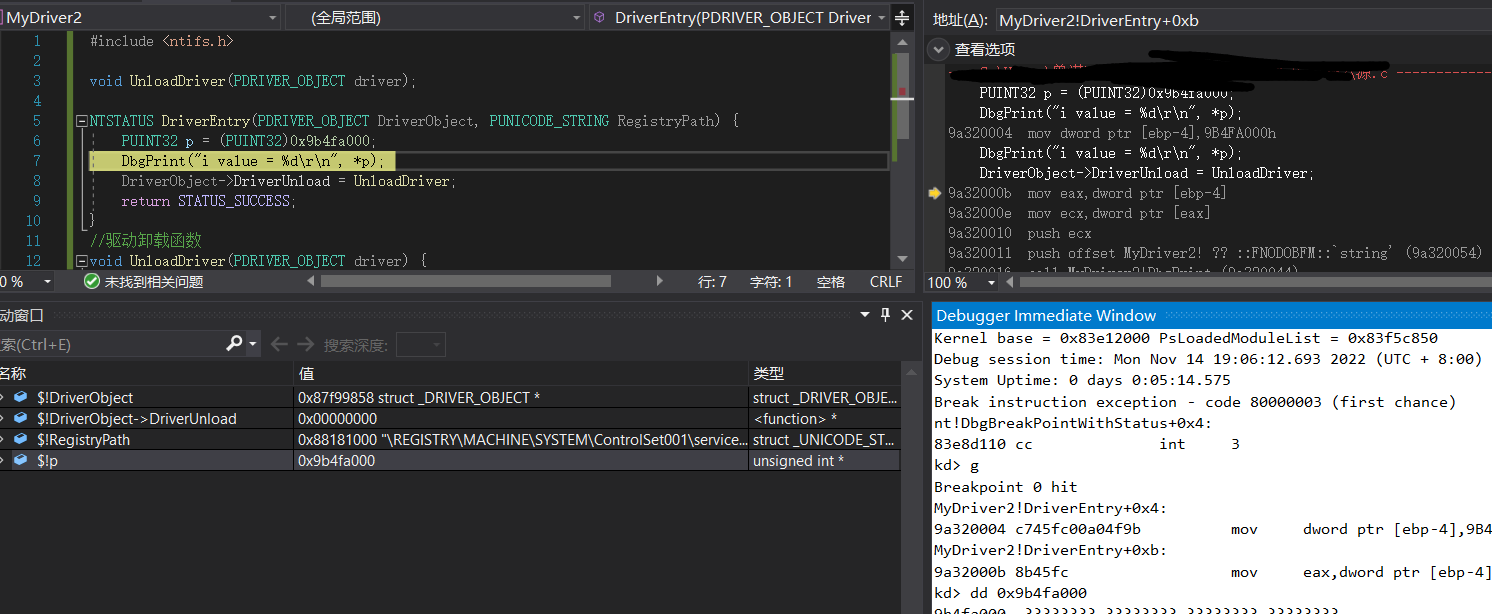 MyDriver2
(全局范围)
DriverEntry(PDRIVER_OBJECT Driver
1 #include <ntifs.h>
2
3 void UnloadDriver(PDRIVER_OBJECT driver);
4
5 NTSTATUS DriverEntry(PDRIVER_OBJECT DriverObject, PUNICODE_STRING RegistryPath) {
6 PUINT32 p = (PUINT32)0x9b4fa000;
7 DbgPrint("i value = %d\r\n", *p);
8 DriverObject->DriverUnload = UnloadDriver;
9 return STATUS_SUCCESS;
10 }
11 //驱动卸载函数
12 void UnloadDriver(PDRIVER_OBJECT driver) {
0 %
未找到相关问题
行: 7
字符: 1
空格
CRLF
地址(A): MyDriver2!DriverEntry+0xb
查看选项
PUINT32 p = (PUINT32)0x9b4fa000;
DbgPrint("i value = %d\r\n", *p);
9a320004 mov dword ptr [ebp-4],9B4FA000h
DbgPrint("i value = %d\r\n", *p);
DriverObject->DriverUnload = UnloadDriver;
9a32000b mov eax,dword ptr [ebp-4]
9a32000e mov ecx,dword ptr [eax]
9a320010 push ecx
9a320011 push offset MyDriver2! ?? ::FNODOBFM::`string' (9a320054)
9a320016 call MyDriver2!DbgPrint (9a320044)
100 %
动窗口
索(Ctrl+E)
搜索深度:
名称 值 类型
$!DriverObject 0x87f99858 struct _DRIVER_OBJECT * struct _DRIVER_OBJE...
$!DriverObject->DriverUnload 0x00000000 <function> *
$!RegistryPath 0x88181000 "\REGISTRY\MACHINE\SYSTEM\ControlSet001\service... struct _UNICODE_ST...
$!p 0x9b4fa000 unsigned int *
Debugger Immediate Window
Kernel base = 0x83e12000 PsLoadedModuleList = 0x83f5c850
Debug session time: Mon Nov 14 19:06:12.693 2022 (UTC + 8:00)
System Uptime: 0 days 0:05:14.575
Break instruction exception - code 80000003 (first chance)
nt!DbgBreakPointWithStatus+0x4:
83e8d110 cc int 3
kd> g
Breakpoint 0 hit
MyDriver2!DriverEntry+0x4:
9a320004 c745fc00a04f9b mov dword ptr [ebp-4],9B4
MyDriver2!DriverEntry+0xb:
9a32000b 8b45fc mov eax,dword ptr [ebp-4]
kd> dd 0x9b4fa000
9b4fa000 ???????? ???????? ???????? ????????